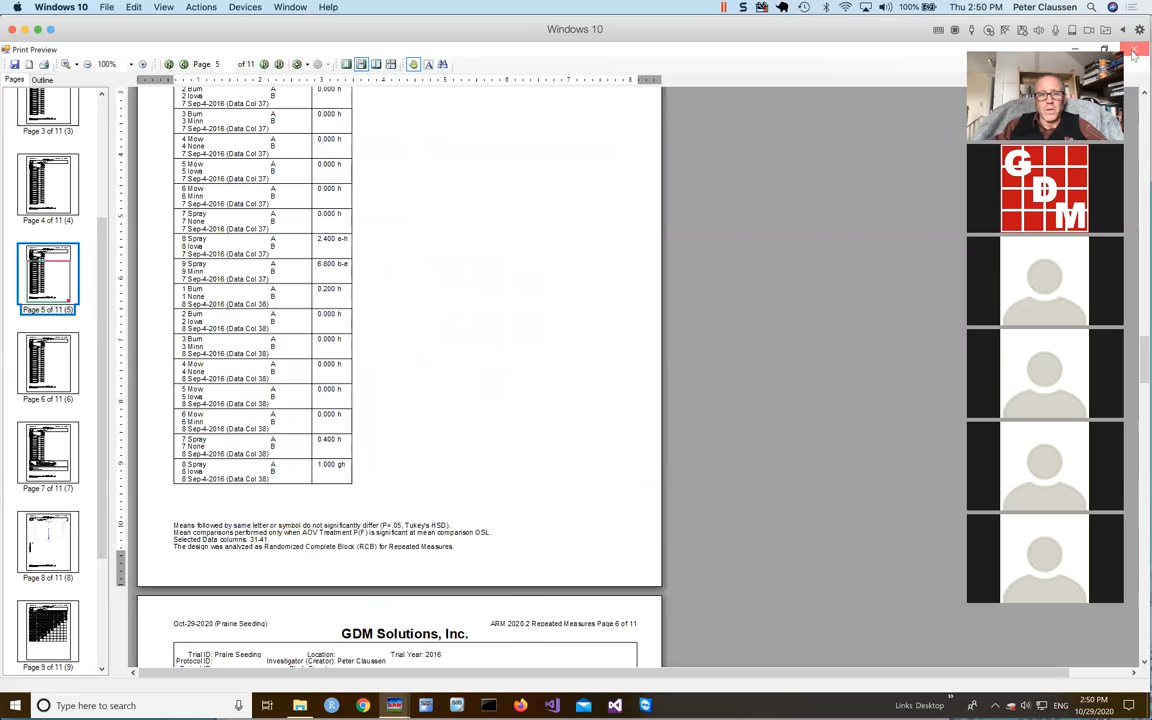 Windows 10 File Edit View Actions Devices Window Help
100% Thu 2:50 PM Peter Claussen
Windows 10
Print Preview
100% Page 5 of 11
Pages Outline
Page 3 of 11 (3)
Page 4 of 11 (4)
Page 5 of 11 (5)
Page 6 of 11 (6)
Page 7 of 11 (7)
Page 8 of 11 (8)
Page 9 of 11 (9)
1 2 3 4 5 6 7 8
2 Burn A 0.000 h
2 Iowa B
7 Sep-4-2016 (Data Col 37)
3 Burn A 0.000 h
3 Minn B
7 Sep-4-2016 (Data Col 37)
4 Mow A 0.000 h
4 None B
7 Sep-4-2016 (Data Col 37)
5 Mow A 0.000 h
5 Iowa B
7 Sep-4-2016 (Data Col 37)
6 Mow A 0.000 h
6 Minn B
7 Sep-4-2016 (Data Col 37)
7 Spray A 0.000 h
7 None B
7 Sep-4-2016 (Data Col 37)
8 Spray A 2.400 e-h
8 Iowa B
7 Sep-4-2016 (Data Col 37)
9 Spray A 6.800 b-e
9 Minn B
7 Sep-4-2016 (Data Col 37)
1 Burn A 0.200 h
1 None B
8 Sep-4-2016 (Data Col 38)
2 Burn A 0.000 h
2 Iowa B
8 Sep-4-2016 (Data Col 38)
3 Burn A 0.000 h
3 Minn B
8 Sep-4-2016 (Data Col 38)
4 Mow A 0.000 h
4 None B
8 Sep-4-2016 (Data Col 38)
5 Mow A 0.000 h
5 Iowa B
8 Sep-4-2016 (Data Col 38)
6 Mow A 0.000 h
6 Minn B
8 Sep-4-2016 (Data Col 38)
7 Spray A 0.400 h
7 None B
8 Sep-4-2016 (Data Col 38)
8 Spray A 1.000 gh
8 Iowa B
8 Sep-4-2016 (Data Col 38)
Means followed by same letter or symbol do not significantly differ (P=.05, Tukey's HSD).
Mean comparisons performed only when AOV Treatment P(F) is significant at mean comparison OSL.
Selected Data columns: 31-41.
The design was analyzed as Randomized Complete Block (RCB) for Repeated Measures.
Oct-29-2020 (Prairie Seeding) ARM 2020.2 Repeated Measures Page 6 of 11
GDM Solutions, Inc.
Trial ID: Praire Seeding Location: Trial Year: 2016
Protocol ID: Investigator (Creator): Peter Claussen
GDM
Type here to search
Links Desktop
ENG
2:50 PM
10/29/2020